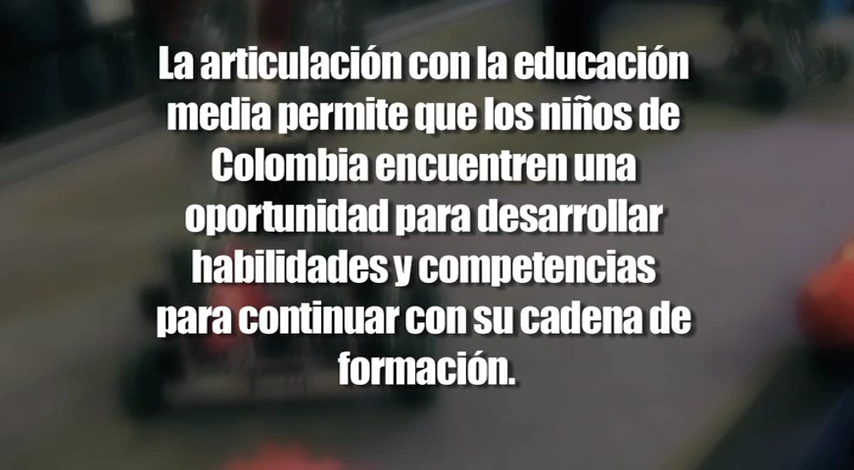 La articulación con la educación
media permite que los niños de
Colombia encuentren una
oportunidad para desarrollar
habilidades y competencias
para continuar con su cadena de
formación.